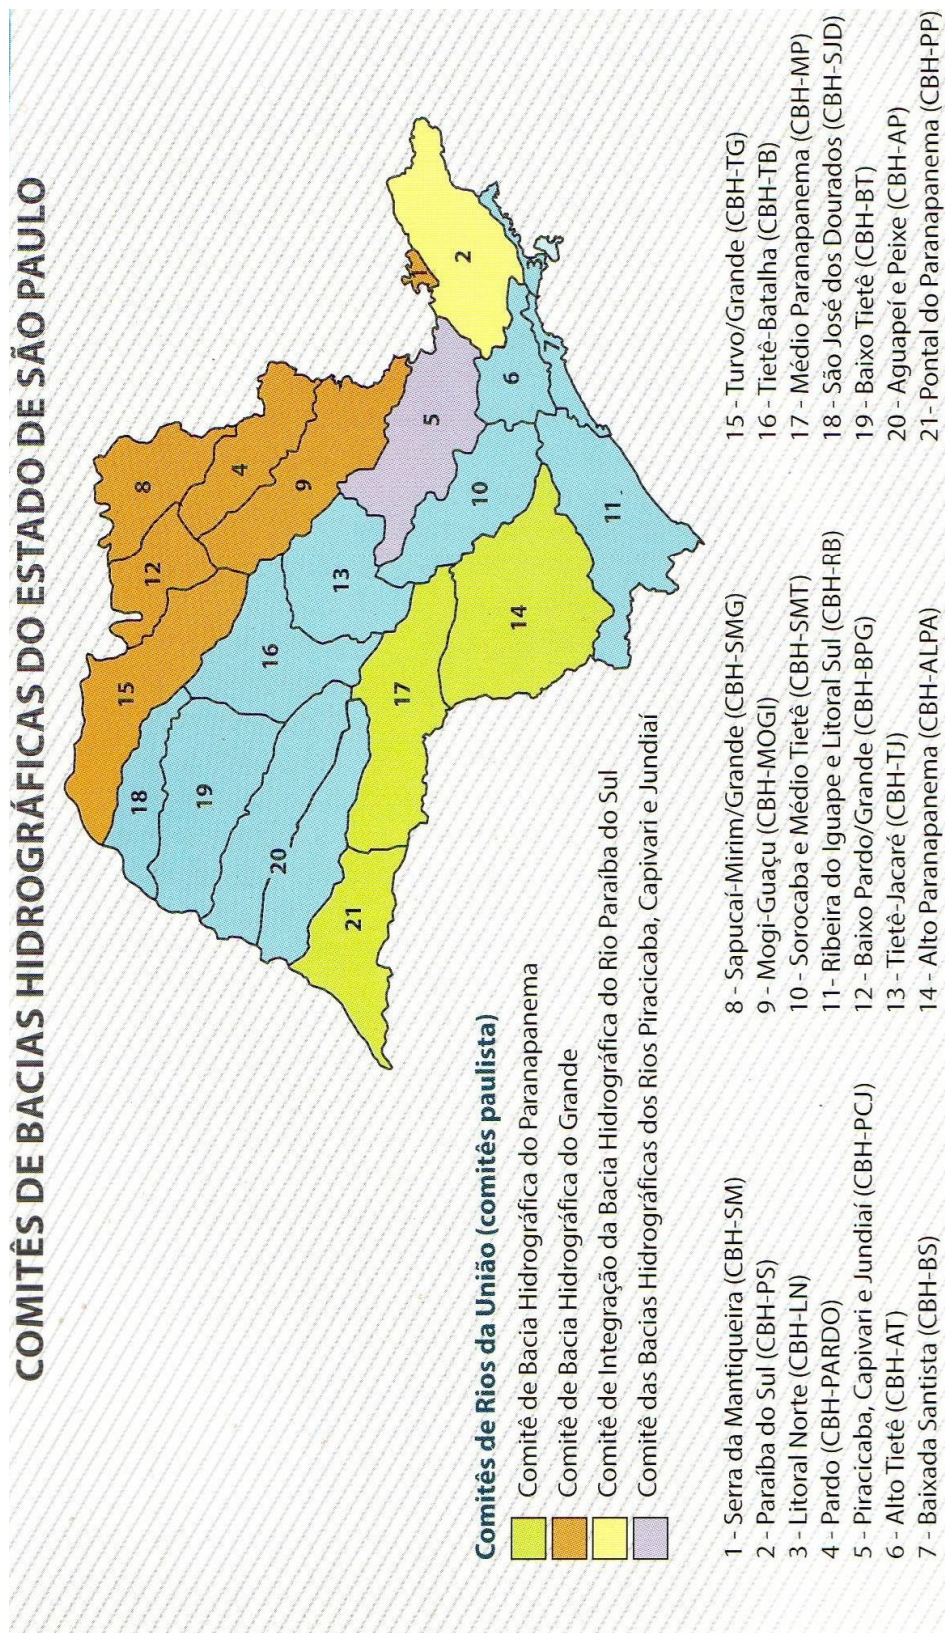 COMITÊS DE BACIAS HIDROGRÁFICAS DO ESTADO DE SÃO PAULO
8
12
4
15
9
1
2
18
16
13
5
3
19
10
6
7
20
17
14
11
21
Comitês de Rios da União (comitês paulista)
Comitê de Bacia Hidrográfica do Paranapanema
Comitê de Bacia Hidrográfica do Grande
Comitê de Integração da Bacia Hidrográfica do Rio Paraíba do Sul
Comitê das Bacias Hidrográficas dos Rios Piracicaba, Capivari e Jundiaí
1 - Serra da Mantiqueira (CBH-SM)
2 - Paraíba do Sul (CBH-PS)
3 - Litoral Norte (CBH-LN)
4 - Pardo (CBH-PARDO)
5 - Piracicaba, Capivari e Jundiaí (CBH-PCJ)
6 - Alto Tietê (CBH-AT)
7 - Baixada Santista (CBH-BS)
8 - Sapucaí-Mirim/Grande (CBH-SMG)
9 - Mogi-Guaçu (CBH-MOGI)
10 - Sorocaba e Médio Tietê (CBH-SMT)
11- Ribeira do Iguape e Litoral Sul (CBH-RB)
12 - Baixo Pardo/Grande (CBH-BPG)
13 - Tietê-Jacaré (CBH-TJ)
14 - Alto Paranapanema (CBH-ALPA)
15 - Turvo/Grande (CBH-TG)
16 - Tietê-Batalha (CBH-TB)
17 - Médio Paranapanema (CBH-MP)
18 - São José dos Dourados (CBH-SJD)
19 - Baixo Tietê (CBH-BT)
20 - Aguapeí e Peixe (CBH-AP)
21- Pontal do Paranapanema (CBH-PP)